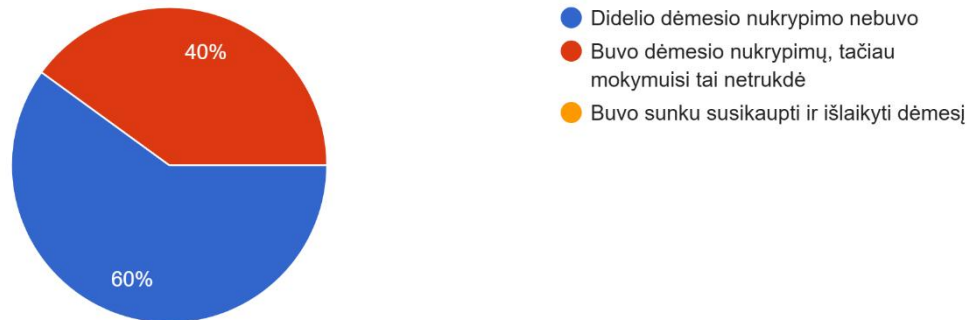 40%
60%
Didelio dėmesio nukrypimo nebuvo
Buvo dėmesio nukrypimų, tačiau
mokymuisi tai netrukdė
Buvo sunku susikaupti ir išlaikyti dėmesį